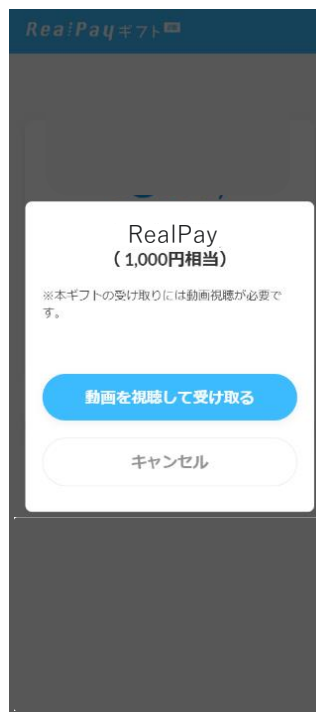 RealPayギフト
RealPay
(1,000円相当)
※本ギフトの受け取りには動画視聴が必要で
す。
動画を視聴して受け取る
キャンセル